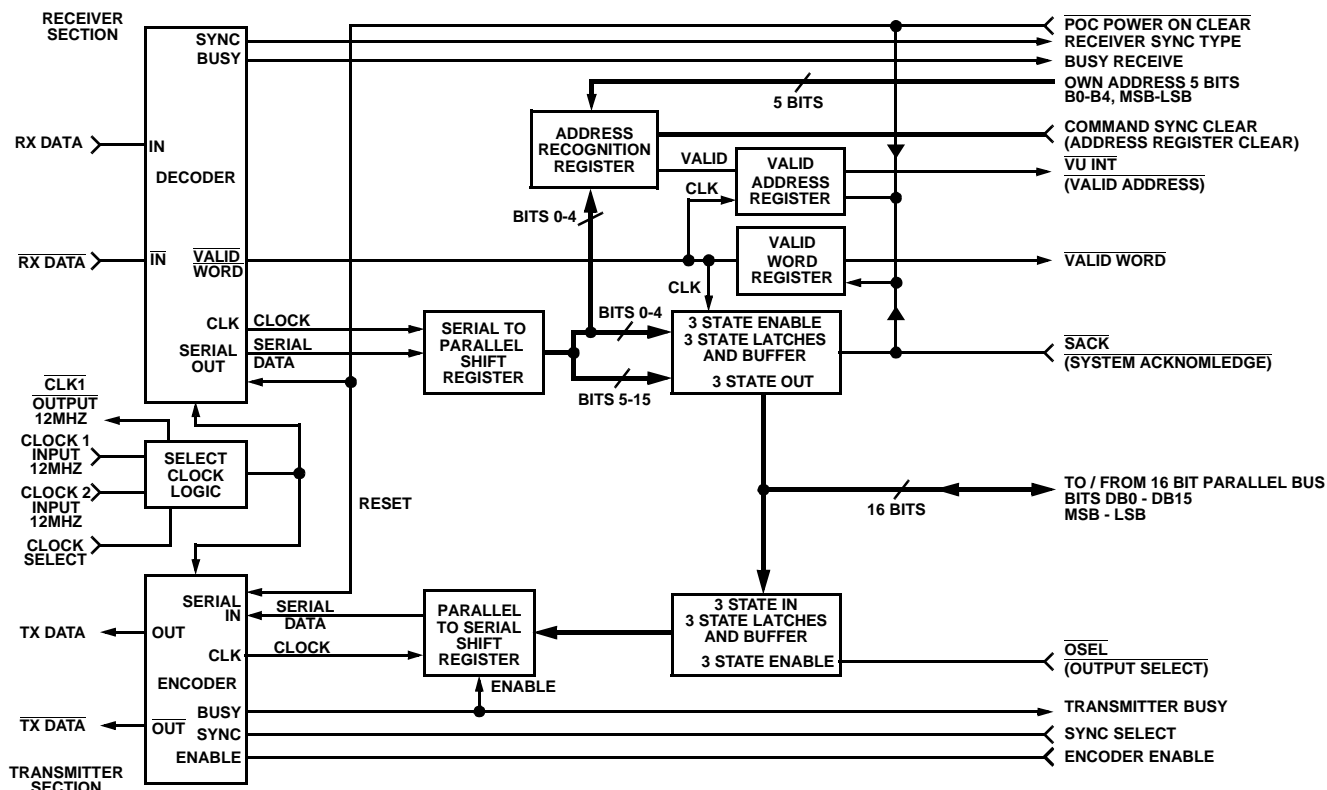 RECEIVER
SECTION
SYNC
BUSY
POC POWER ON CLEAR
RECEIVER SYNC TYPE
BUSY RECEIVE
OWN ADDRESS 5 BITS
B0-B4, MSB-LSB
5 BITS
COMMAND SYNC CLEAR
(ADDRESS REGISTER CLEAR)
ADDRESS
RECOGNITION
REGISTER
RX DATA
IN
DECODER
VALID
VALID
ADDRESS
REGISTER
VU INT
(VALID ADDRESS)
CLK
BITS 0-4
RX DATA
IN
VALID
WORD
VALID
WORD
REGISTER
VALID WORD
CLK
CLK
CLOCK
SERIAL
OUT
SERIAL
DATA
SERIAL TO
PARALLEL
SHIFT
REGISTER
BITS 0-4
BITS 5-15
3 STATE ENABLE
3 STATE LATCHES
AND BUFFER
3 STATE OUT
SACK
(SYSTEM ACKNOMLEDGE)
CLK1
OUTPUT
12MHZ
CLOCK 1
INPUT
12MHZ
CLOCK 2
INPUT
12MHZ
CLOCK
SELECT
SELECT
CLOCK
LOGIC
RESET
16 BITS
TO / FROM 16 BIT PARALLEL BUS
BITS DB0 - DB15
MSB - LSB
SERIAL
IN
SERIAL
DATA
TX DATA
OUT
CLK
CLOCK
ENCODER
PARALLEL
TO SERIAL
SHIFT
REGISTER
3 STATE IN
3 STATE LATCHES
AND BUFFER
3 STATE ENABLE
OSEL
(OUTPUT SELECT)
ENABLE
BUSY
TRANSMITTER BUSY
TX DATA
OUT
SYNC
SYNC SELECT
ENABLE
ENCODER ENABLE
TRANSMITTER
SECTION